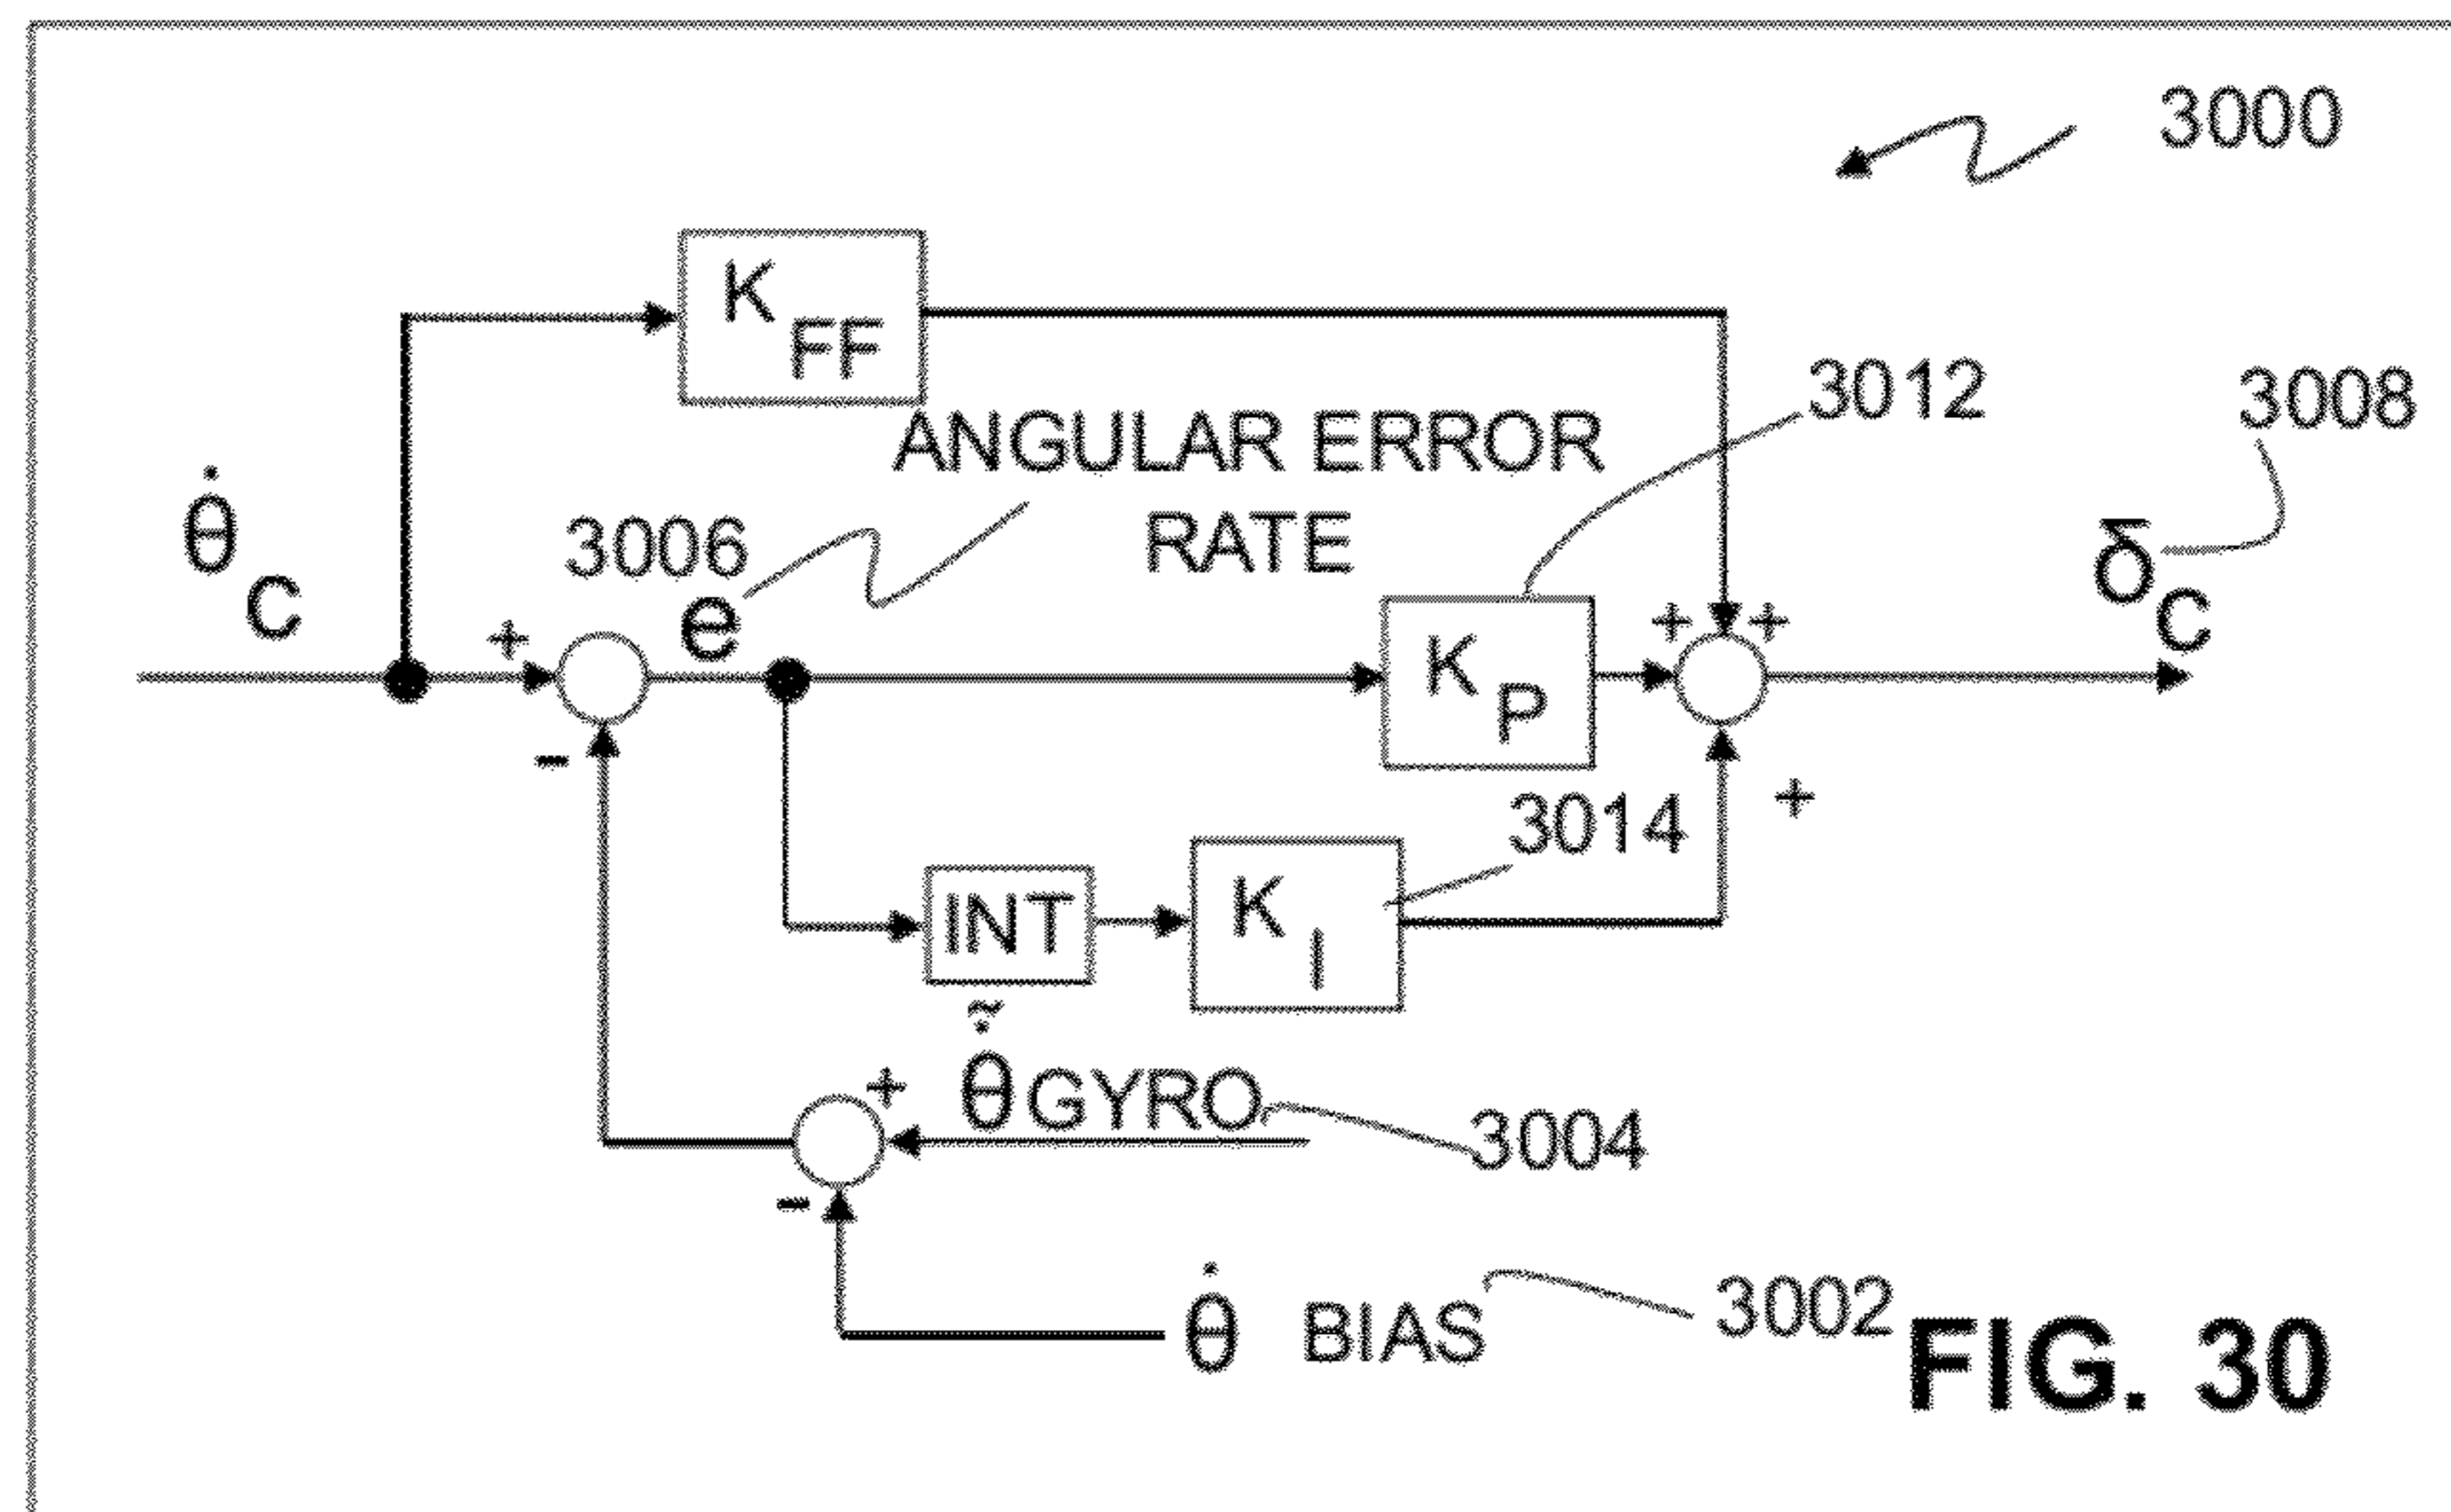 3000
K FF
ANGULAR ERROR
RATE
3012
3008
θ̇ C
3006
e
δ C
+
+
+
K P
-
3014
+
INT
K I
θ̇̃ GYRO
+
3004
-
θ̇ BIAS
3002
FIG. 30